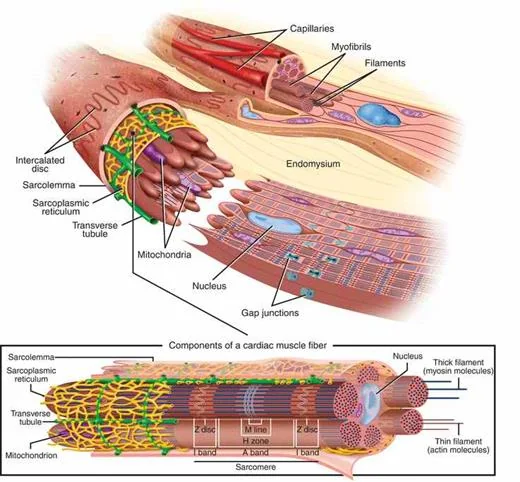 Capillaries
Myofibrils
Filaments
Intercalated
disc
Endomysium
Sarcolemma
Sarcoplasmic
reticulum
Transverse
tubule
Mitochondria
Nucleus
Gap junctions
Components of a cardiac muscle fiber
Sarcolemma
Nucleus
Thick filament
(myosin molecules)
Sarcoplasmic
reticulum
Transverse
tubule
Z disc
M line
Z disc
H zone
Thin filament
(actin molecules)
Mitochondrion
I band
A band
I band
Sarcomere